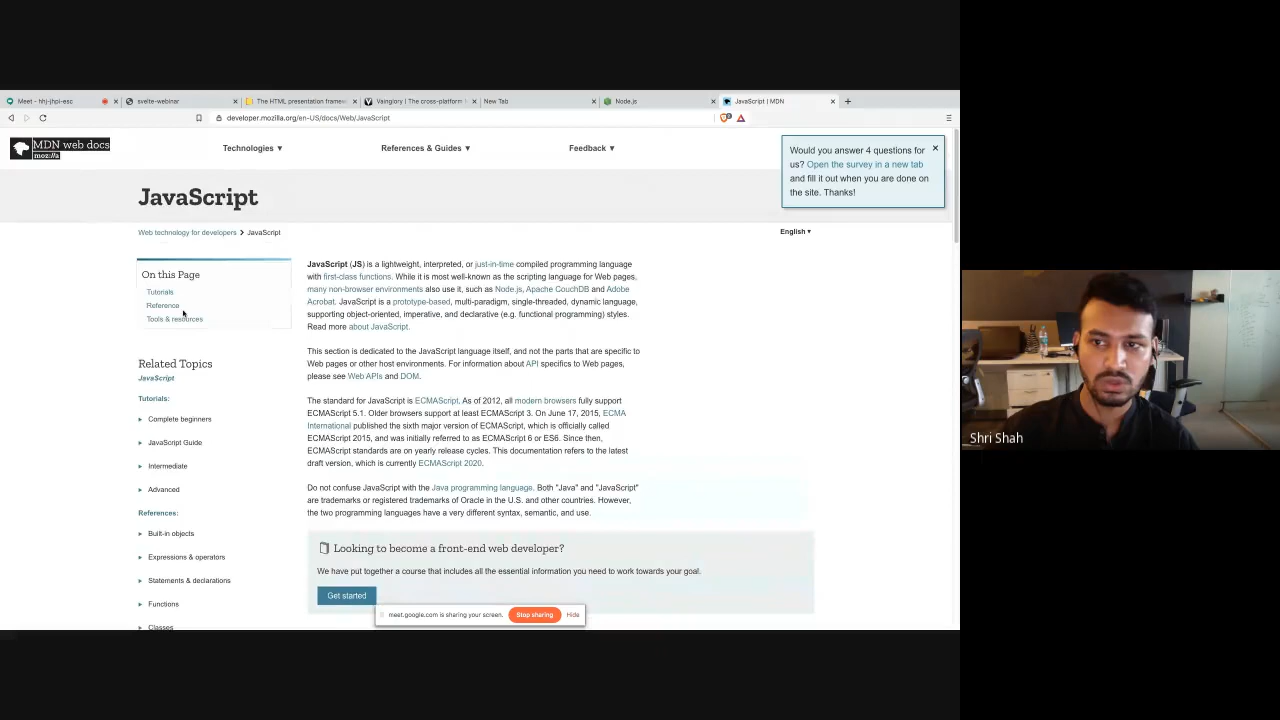 Meet - hhj-jhpi-esc
svelte-webinar
The HTML presentation framew
Vainglory | The cross-platform
New Tab
Node.js
JavaScript | MDN
developer.mozilla.org/en-US/docs/Web/JavaScript
MDN web docs
moz://a
Technologies ▼
References & Guides ▼
Feedback ▼
Would you answer 4 questions for
us? Open the survey in a new tab
and fill it out when you are done on
the site. Thanks!
JavaScript
Web technology for developers > JavaScript
English ▾
On this Page
Tutorials
Reference
Tools & resources
Related Topics
JavaScript
Tutorials:
Complete beginners
JavaScript Guide
Intermediate
Advanced
References:
Built-in objects
Expressions & operators
Statements & declarations
Functions
Classes
JavaScript (JS) is a lightweight, interpreted, or just-in-time compiled programming language
with first-class functions. While it is most well-known as the scripting language for Web pages,
many non-browser environments also use it, such as Node.js, Apache CouchDB and Adobe
Acrobat. JavaScript is a prototype-based, multi-paradigm, single-threaded, dynamic language,
supporting object-oriented, imperative, and declarative (e.g. functional programming) styles.
Read more about JavaScript.
This section is dedicated to the JavaScript language itself, and not the parts that are specific to
Web pages or other host environments. For information about API specifics to Web pages,
please see Web APIs and DOM.
The standard for JavaScript is ECMAScript. As of 2012, all modern browsers fully support
ECMAScript 5.1. Older browsers support at least ECMAScript 3. On June 17, 2015, ECMA
International published the sixth major version of ECMAScript, which is officially called
ECMAScript 2015, and was initially referred to as ECMAScript 6 or ES6. Since then,
ECMAScript standards are on yearly release cycles. This documentation refers to the latest
draft version, which is currently ECMAScript 2020.
Do not confuse JavaScript with the Java programming language. Both "Java" and "JavaScript"
are trademarks or registered trademarks of Oracle in the U.S. and other countries. However,
the two programming languages have a very different syntax, semantic, and use.
Looking to become a front-end web developer?
We have put together a course that includes all the essential information you need to work towards your goal.
Get started
meet.google.com is sharing your screen.
Stop sharing
Hide
Shri Shah